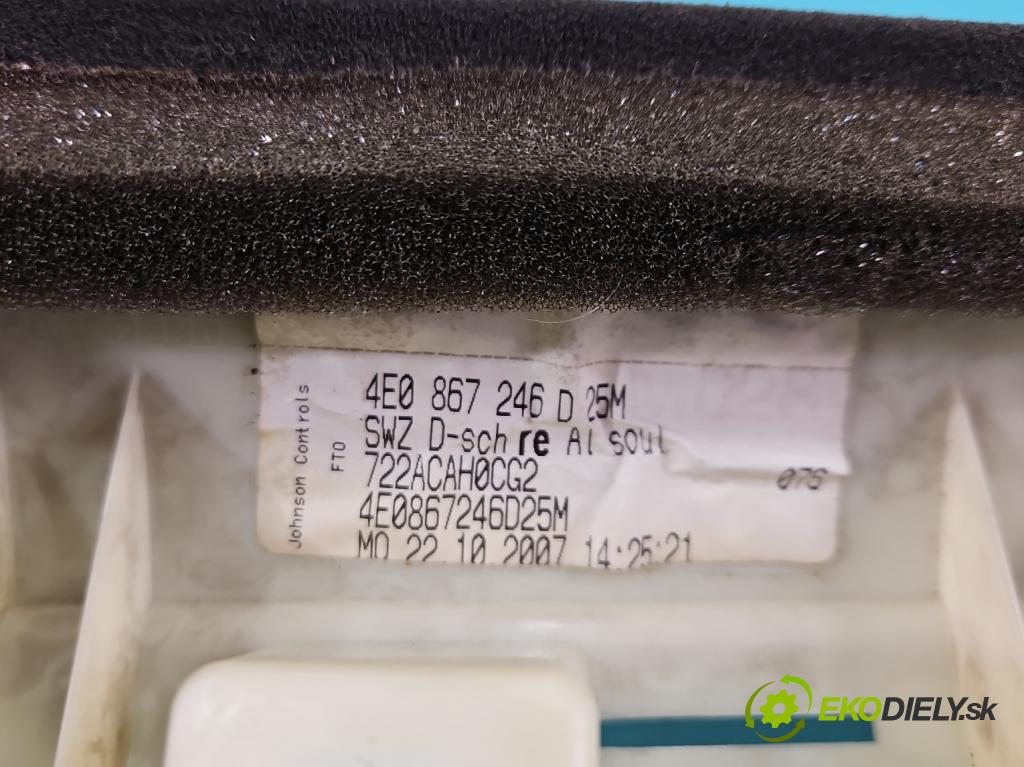 Johnson Controls
FTO
4E0 867 246 D 25M
SWZ D-sch re Al soul
722ACAH0CG2
07G
4E0867246D25M
MO 22.10.2007 14:25:21
EKODIELY.sk